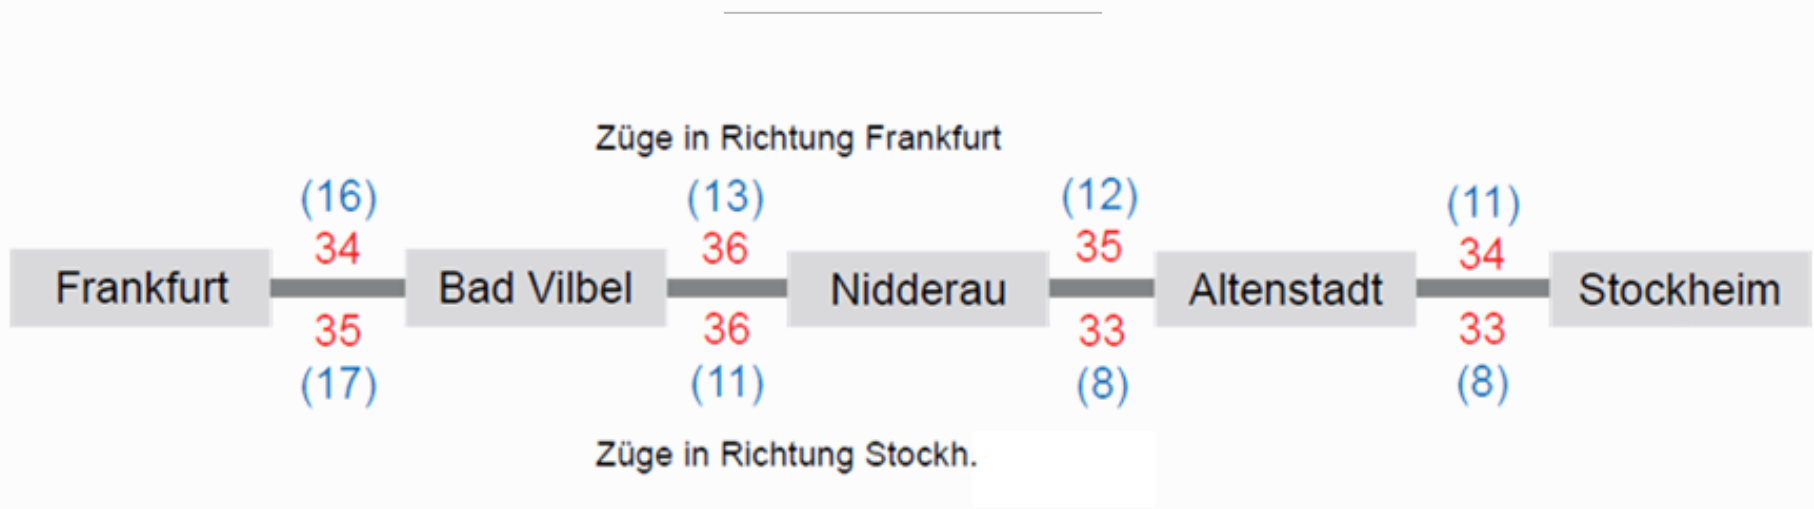 Züge in Richtung Frankfurt
(16) (13) (12) (11)
34 36 35 34
Frankfurt Bad Vilbel Nidderau Altenstadt Stockheim
35 36 33 33
(17) (11) (8) (8)
Züge in Richtung Stockh.